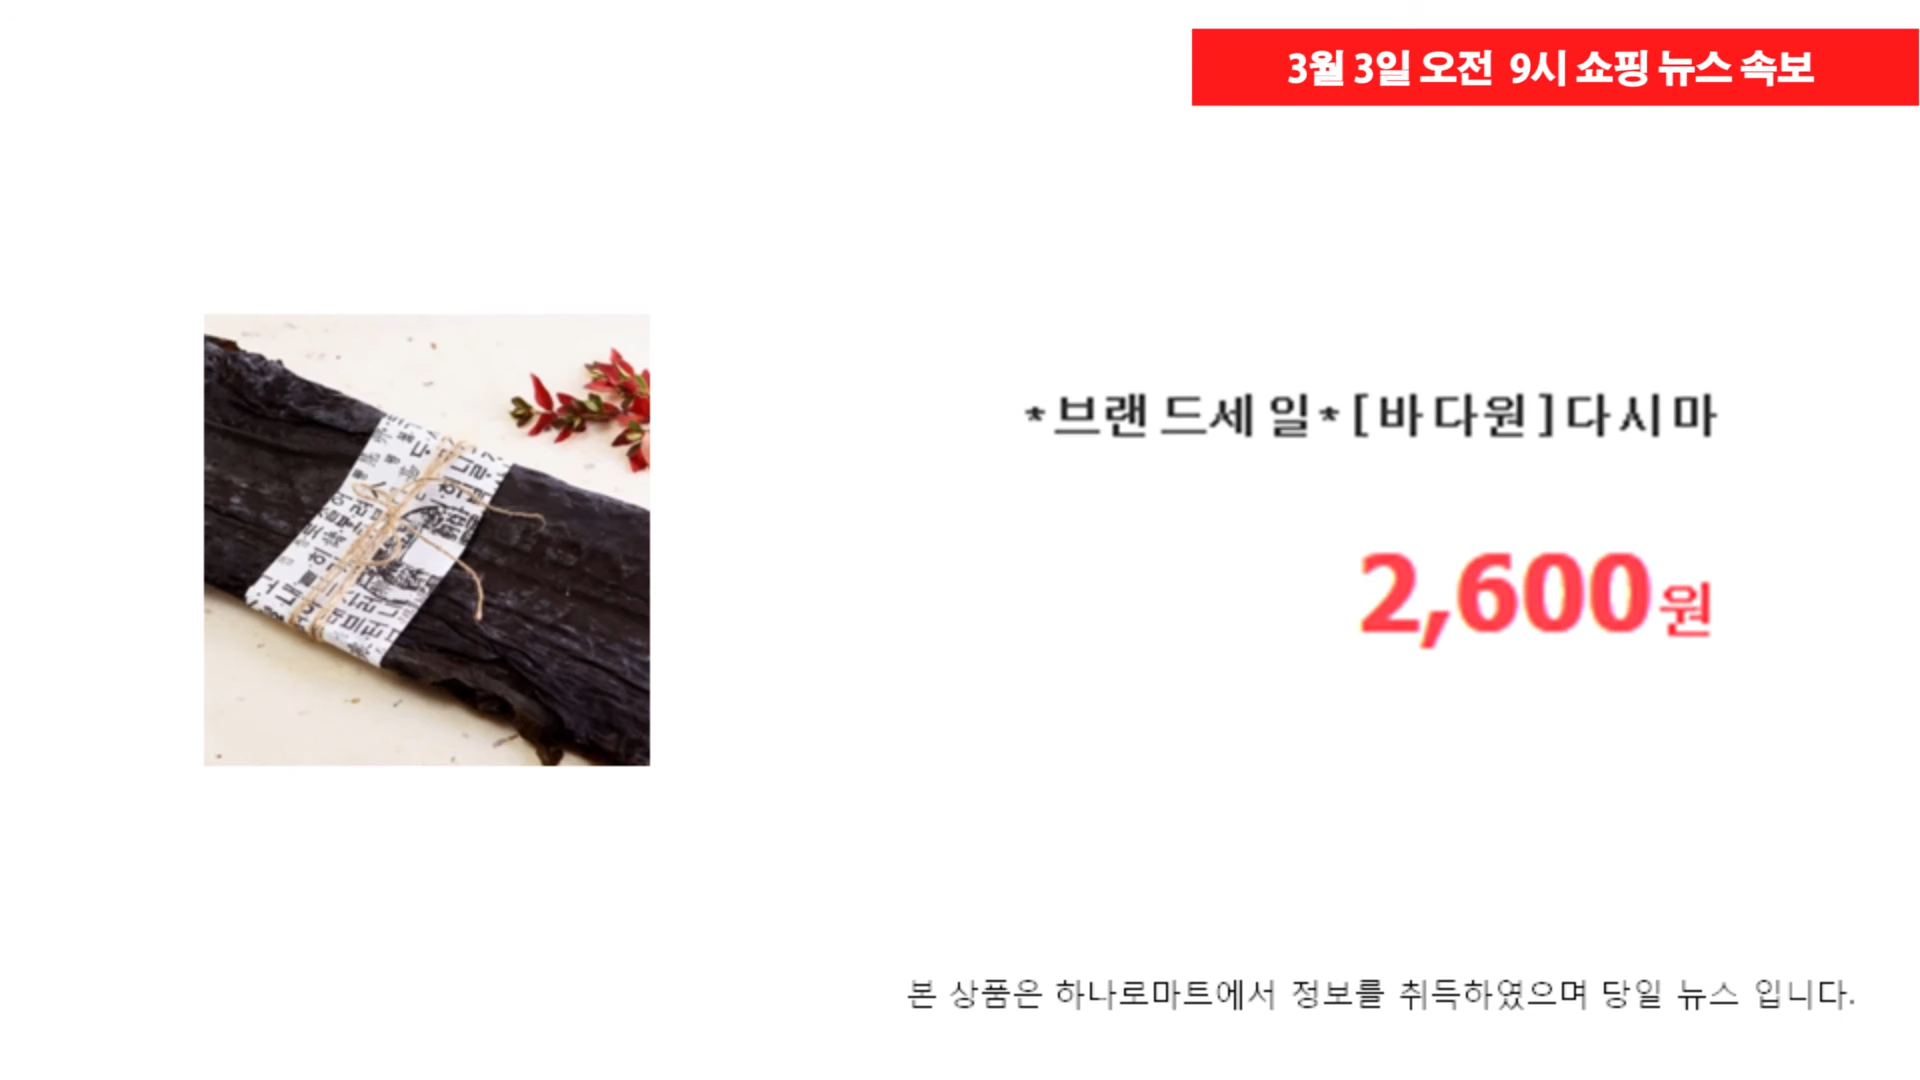 3월 3일 오전 9시 쇼핑 뉴스 속보
*브랜드세일*[바다원]다시마
2,600원
본 상품은 하나로마트에서 정보를 취득하였으며 당일 뉴스 입니다.